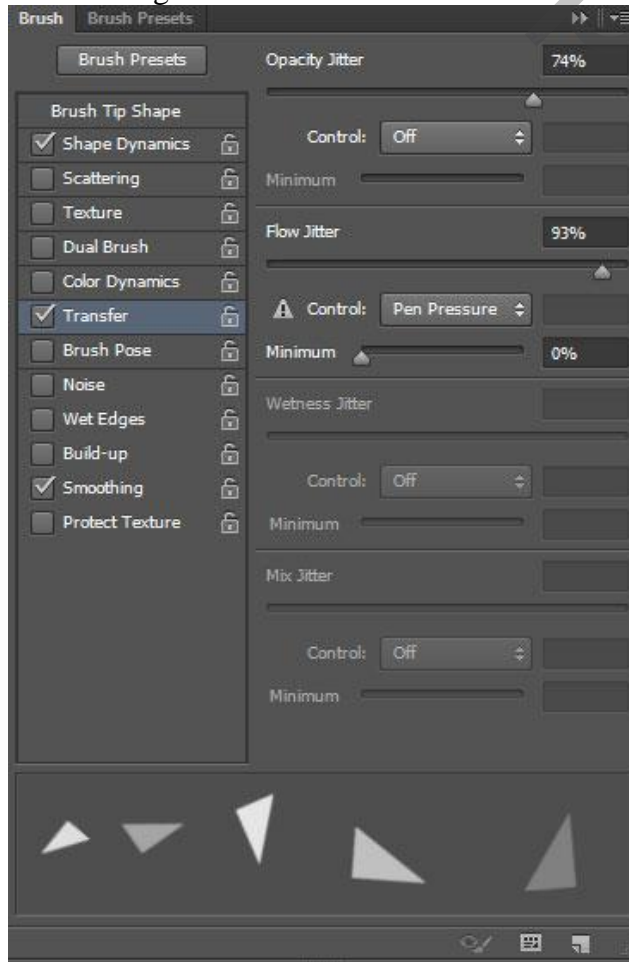 Brush Brush Presets
Brush Presets
Brush Tip Shape
Shape Dynamics
Scattering
Texture
Dual Brush
Color Dynamics
Transfer
Brush Pose
Noise
Wet Edges
Build-up
Smoothing
Protect Texture
Opacity Jitter 74%
Control: Off
Minimum
Flow Jitter 93%
Control: Pen Pressure
Minimum 0%
Wetness Jitter
Control: Off
Minimum
Mix Jitter
Control: Off
Minimum